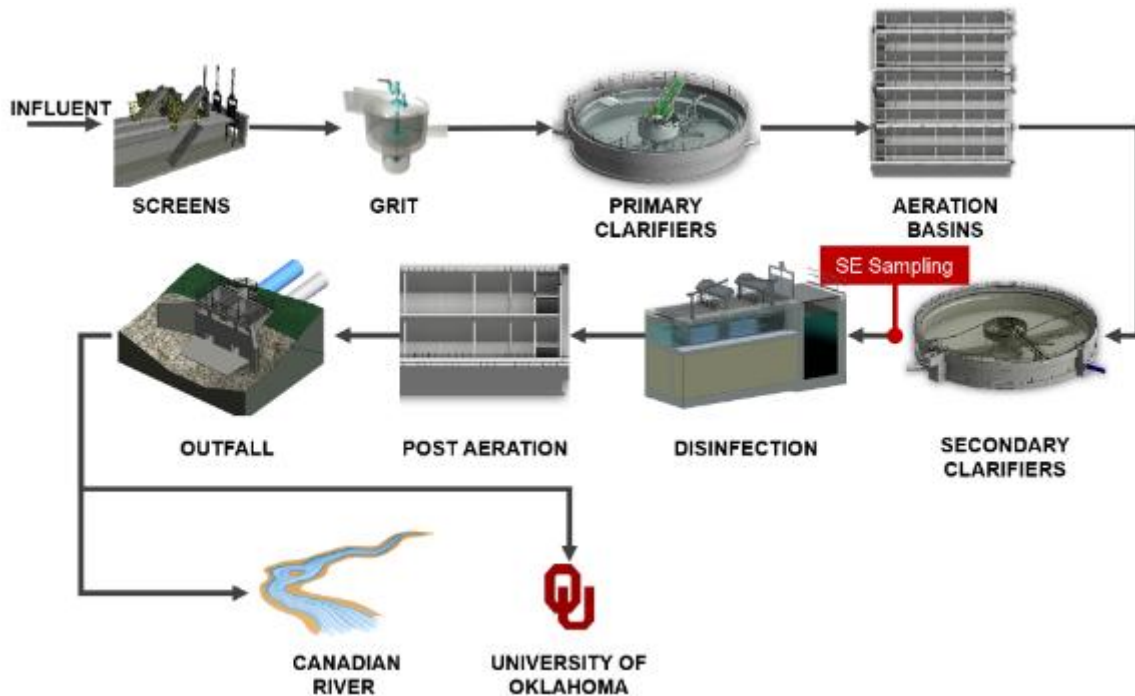 INFLUENT
SCREENS
GRIT
PRIMARY
CLARIFIERS
AERATION
BASINS
SE Sampling
OUTFALL
POST AERATION
DISINFECTION
SECONDARY
CLARIFIERS
OU
CANADIAN
RIVER
UNIVERSITY OF
OKLAHOMA